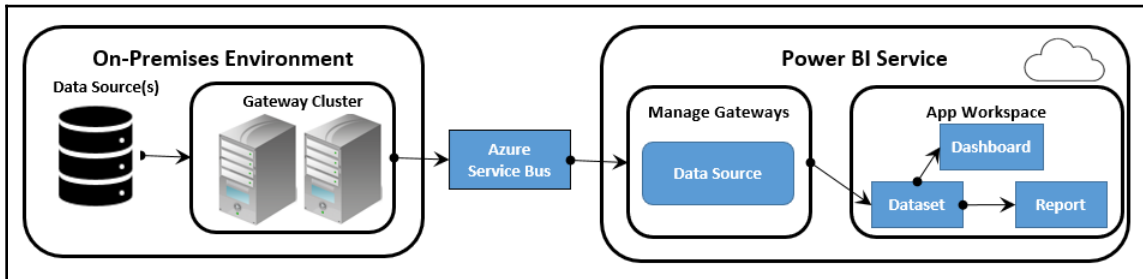 On-Premises Environment
Data Source(s)
Gateway Cluster
Azure
Service Bus
Power BI Service
Manage Gateways
Data Source
App Workspace
Dashboard
Dataset
Report